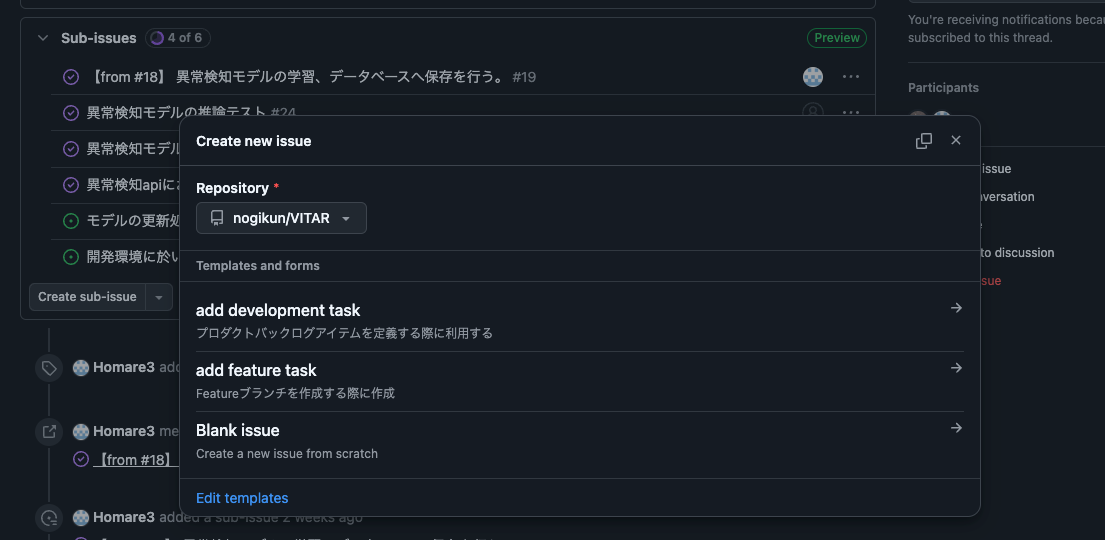 You're receiving notifications becau
subscribed to this thread.
Sub-issues
4 of 6
Preview
【from #18】 異常検知モデルの学習、データベースへ保存を行う。 #19
異常検知モデルの推論テスト #24
異常検知モデル
異常検知apiにお
モデルの更新処
開発環境に於い
Create sub-issue
Participants
issue
versation
to discussion
sue
Create new issue
Repository *
nogikun/VITAR
Templates and forms
add development task
プロダクトバックログアイテムを定義する際に利用する
add feature task
Featureブランチを作成する際に作成
Blank issue
Create a new issue from scratch
Edit templates
Homare3 add
Homare3 me
【from #18】
Homare3 added a sub-issue 2 weeks ago